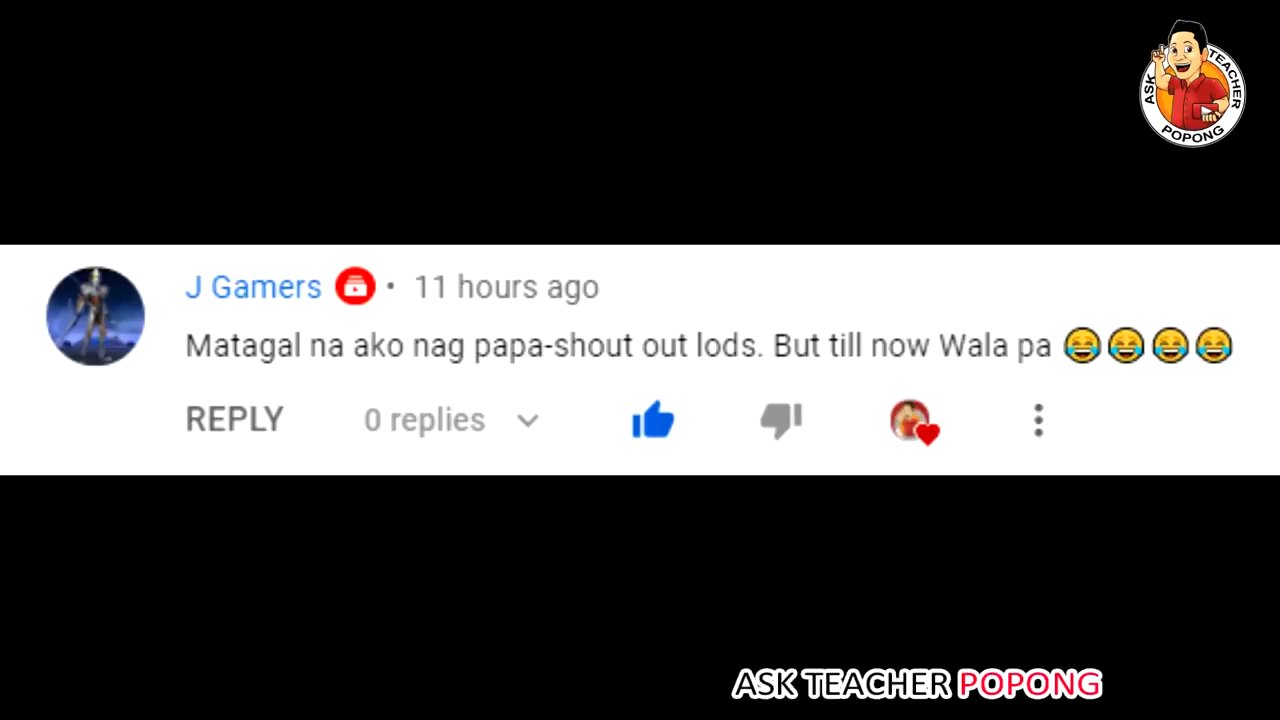 ASK TEACHER
POPONG
J Gamers • 11 hours ago
Matagal na ako nag papa-shout out lods. But till now Wala pa 😂😂😂😂
REPLY 0 replies
ASK TEACHER POPONG